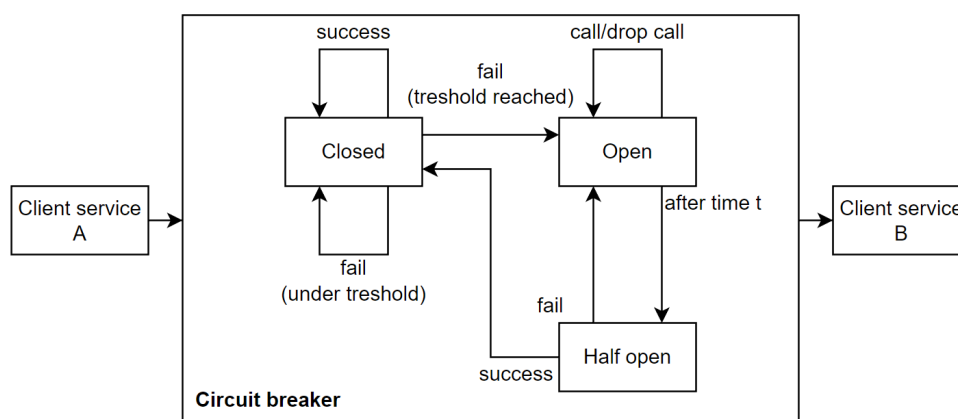 success
call/drop call
fail
(treshold reached)
Closed
Open
Client service
A
after time t
Client service
B
fail
(under treshold)
fail
Half open
success
Circuit breaker